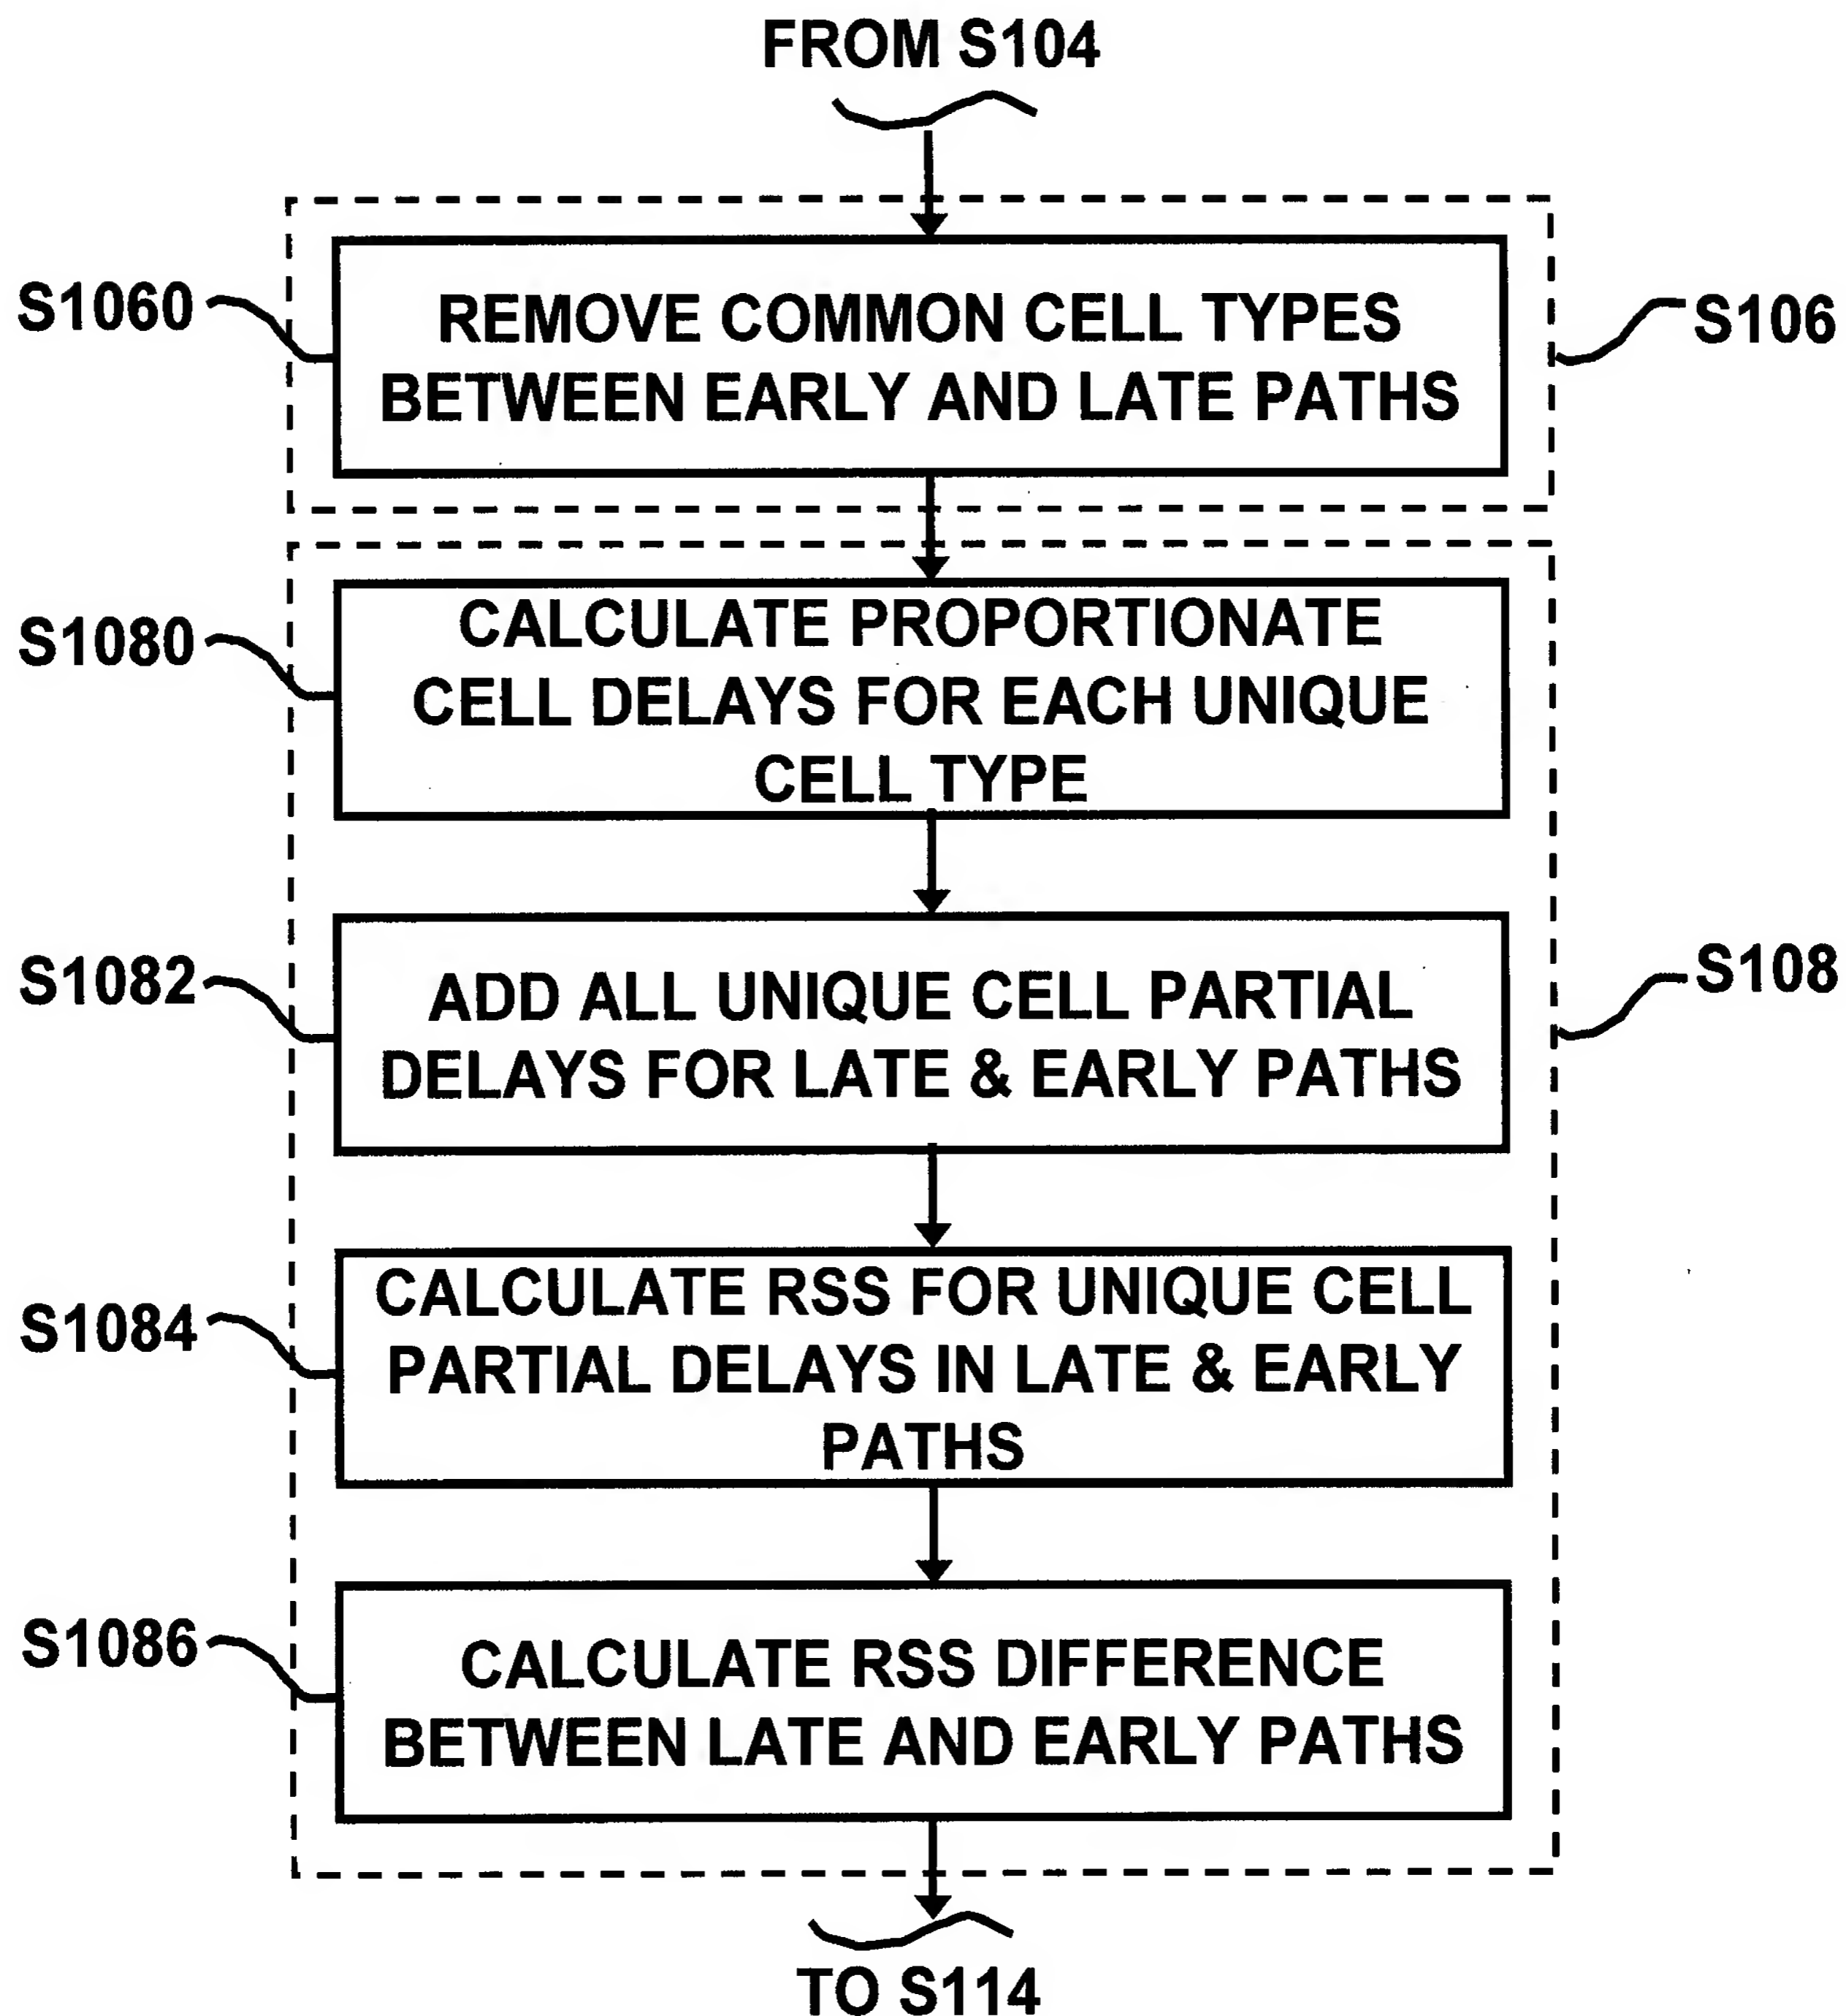 FROM S104
S1060
REMOVE COMMON CELL TYPES
BETWEEN EARLY AND LATE PATHS
S106
S1080
CALCULATE PROPORTIONATE
CELL DELAYS FOR EACH UNIQUE
CELL TYPE
S1082
ADD ALL UNIQUE CELL PARTIAL
DELAYS FOR LATE & EARLY PATHS
S108
S1084
CALCULATE RSS FOR UNIQUE CELL
PARTIAL DELAYS IN LATE & EARLY
PATHS
S1086
CALCULATE RSS DIFFERENCE
BETWEEN LATE AND EARLY PATHS
TO S114